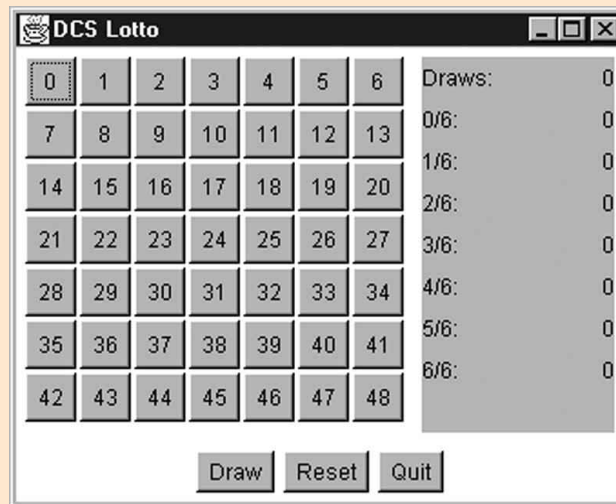 DCS Lotto
0 1 2 3 4 5 6
7 8 9 10 11 12 13
14 15 16 17 18 19 20
21 22 23 24 25 26 27
28 29 30 31 32 33 34
35 36 37 38 39 40 41
42 43 44 45 46 47 48
Draws: 0
0/6: 0
1/6: 0
2/6: 0
3/6: 0
4/6: 0
5/6: 0
6/6: 0
Draw Reset Quit